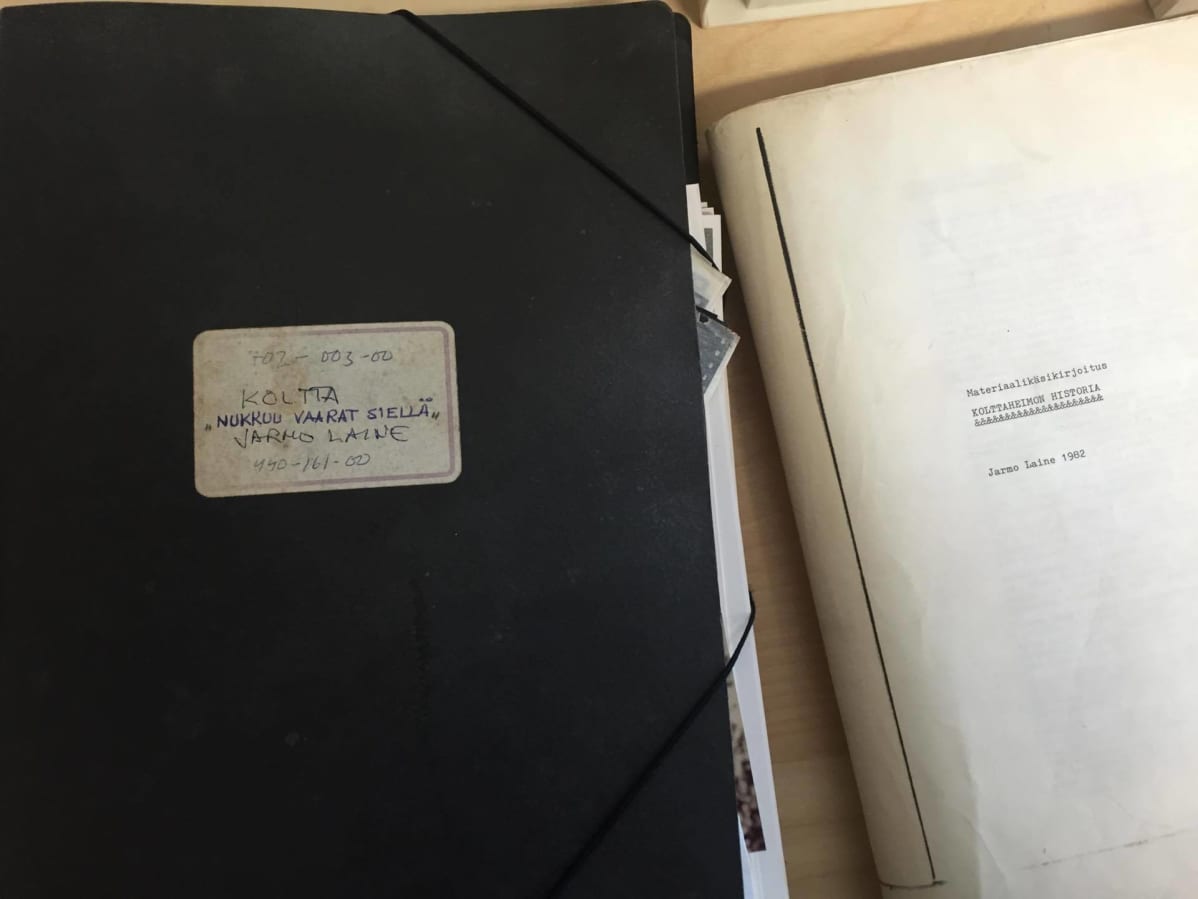 702-003-00
KOLTTA
„NUKKUU VAARAT SIELLÄ„
JARMO LAINE
440-161-00
Materiaalikäsikirjoitus
KOLTTAHEIMON HISTORIA
&&&&&&&&&&&&&&&&&&&&&
Jarmo Laine 1982